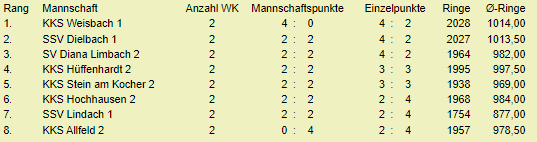 Rang Mannschaft Anzahl WK Mannschaftspunkte Einzelpunkte Ringe Ø-Ringe
1. KKS Weisbach 1 2 4 : 0 4 : 2 2028 1014,00
2. SSV Dielbach 1 2 2 : 2 4 : 2 2027 1013,50
3. SV Diana Limbach 2 2 2 : 2 4 : 2 1964 982,00
4. KKS Hüffenhardt 2 2 2 : 2 3 : 3 1995 997,50
5. KKS Stein am Kocher 2 2 2 : 2 3 : 3 1938 969,00
6. KKS Hochhausen 2 2 2 : 2 2 : 4 1968 984,00
7. SSV Lindach 1 2 2 : 2 2 : 4 1754 877,00
8. KKS Allfeld 2 2 0 : 4 2 : 4 1957 978,50